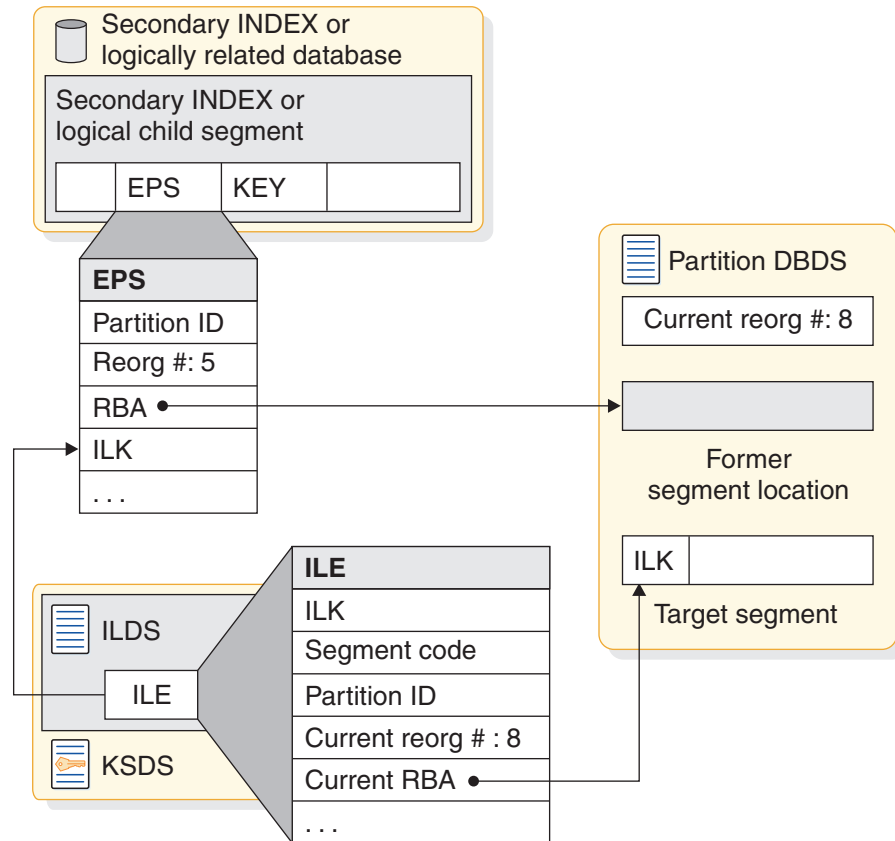 Secondary INDEX or
logically related database
Secondary INDEX or
logical child segment
EPS KEY
EPS
Partition ID
Reorg #: 5
RBA
ILK
. . .
Partition DBDS
Current reorg #: 8
Former
segment location
ILK
Target segment
ILDS
ILE
KSDS
ILE
ILK
Segment code
Partition ID
Current reorg # : 8
Current RBA
. . .